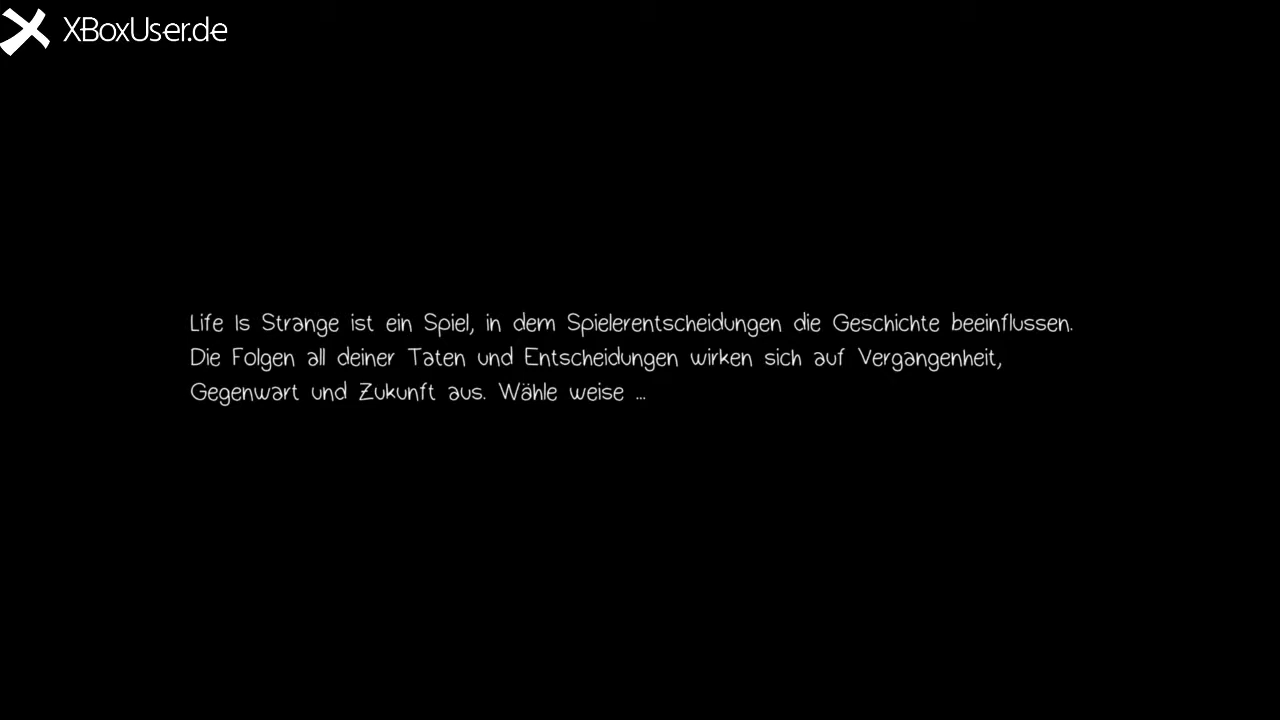 XBoxUser.de
Life Is Strange ist ein Spiel, in dem Spielerentscheidungen die Geschichte beeinflussen.
Die Folgen all deiner Taten und Entscheidungen wirken sich auf Vergangenheit,
Gegenwart und Zukunft aus. Wähle weise ...